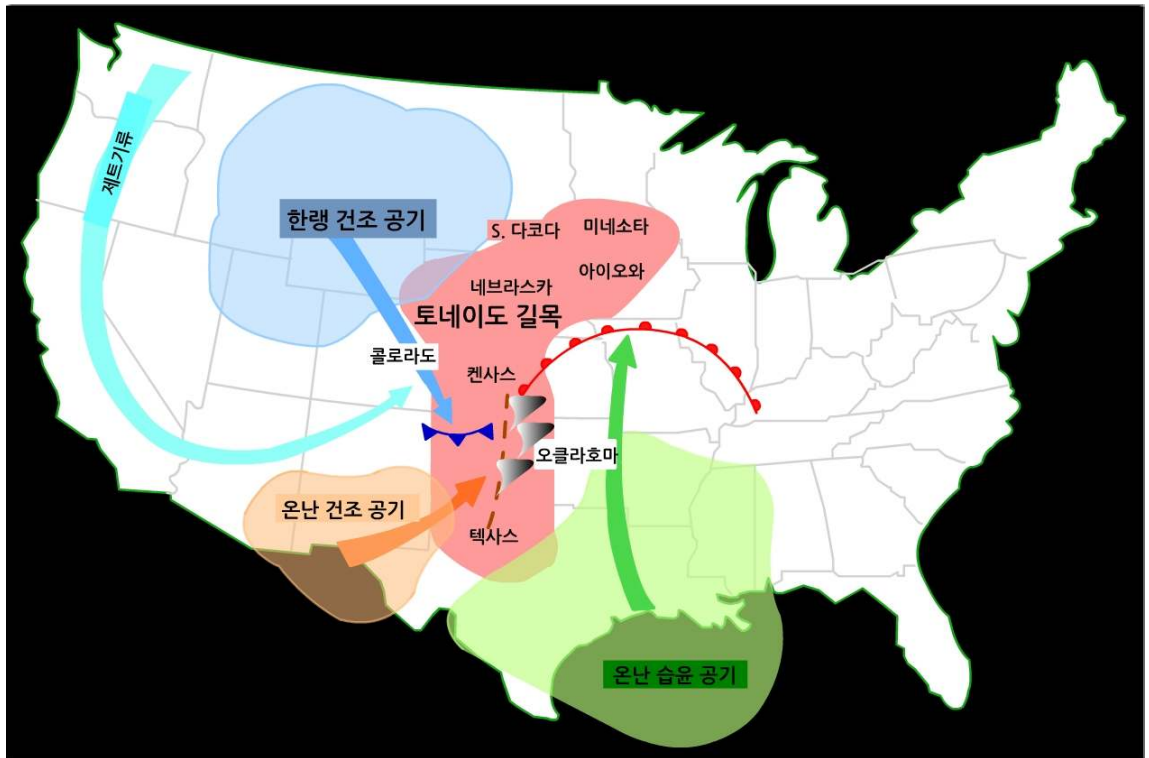 제트기류
한랭 건조 공기
S. 다코다
미네소타
아이오와
네브라스카
토네이도 길목
콜로라도
켄사스
오클라호마
온난 건조 공기
텍사스
온난 습윤 공기